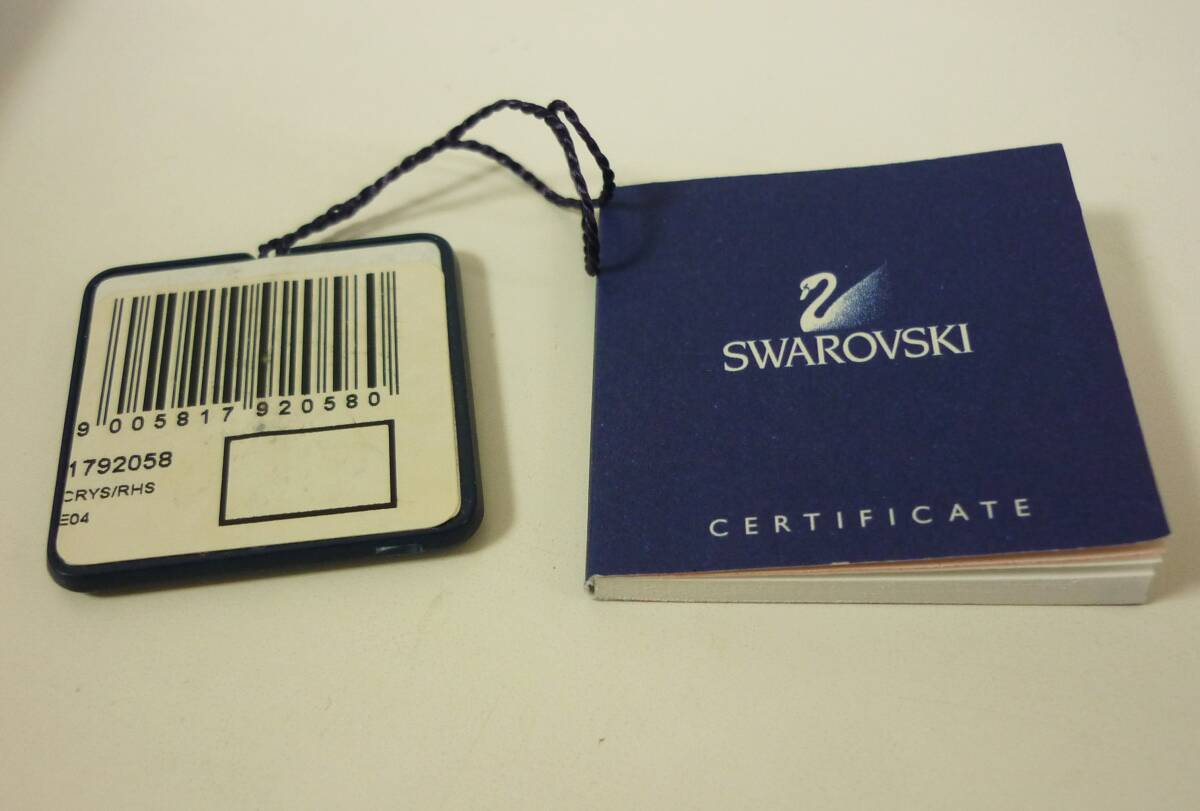 9 005817 920580
1792058
CRYS/RHS
E04
SWAROVSKI
CERTIFICATE